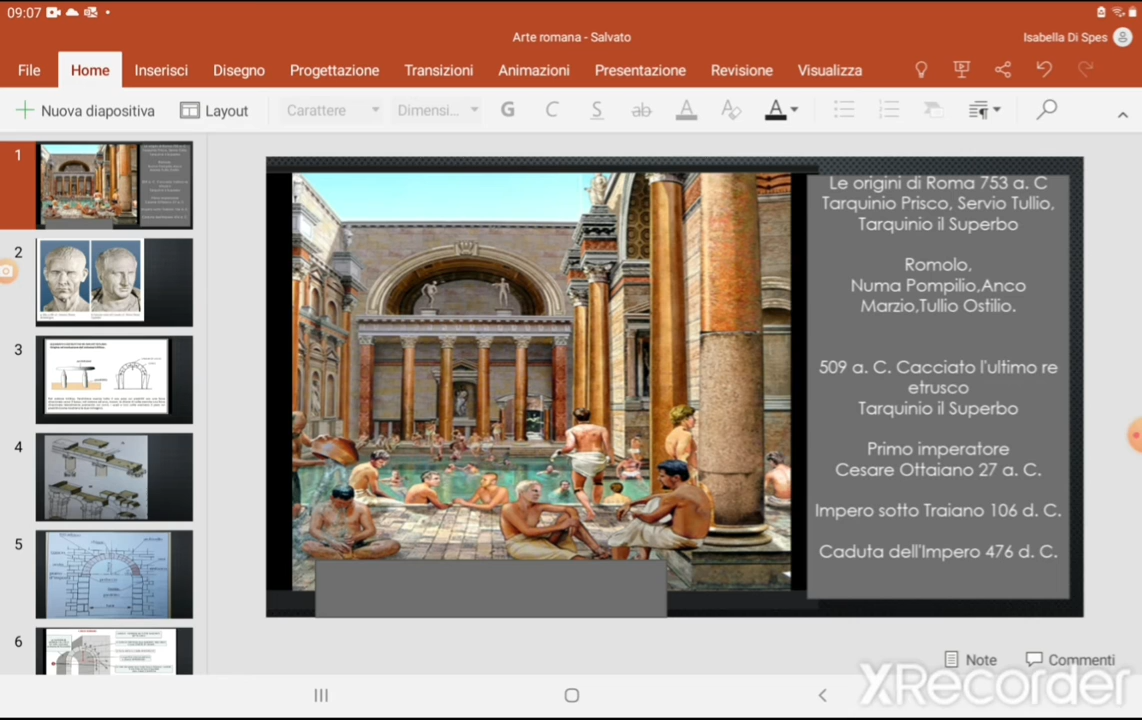 09:07
Arte romana - Salvato
Isabella Di Spes
File Home Inserisci Disegno Progettazione Transizioni Animazioni Presentazione Revisione Visualizza
Nuova diapositiva Layout Carattere Dimensi... G C S ab A A A
1
2
3
4
5
6
Le origini di Roma 753 a. C
Tarquinio Prisco, Servio Tullio,
Tarquinio il Superbo
Romolo,
Numa Pompilio,Anco
Marzio,Tullio Ostilio.
509 a. C. Cacciato l'ultimo re
etrusco
Tarquinio il Superbo
Primo imperatore
Cesare Ottaiano 27 a. C.
Impero sotto Traiano 106 d. C.
Caduta dell'Impero 476 d. C.
Note Commenti
XRecorder